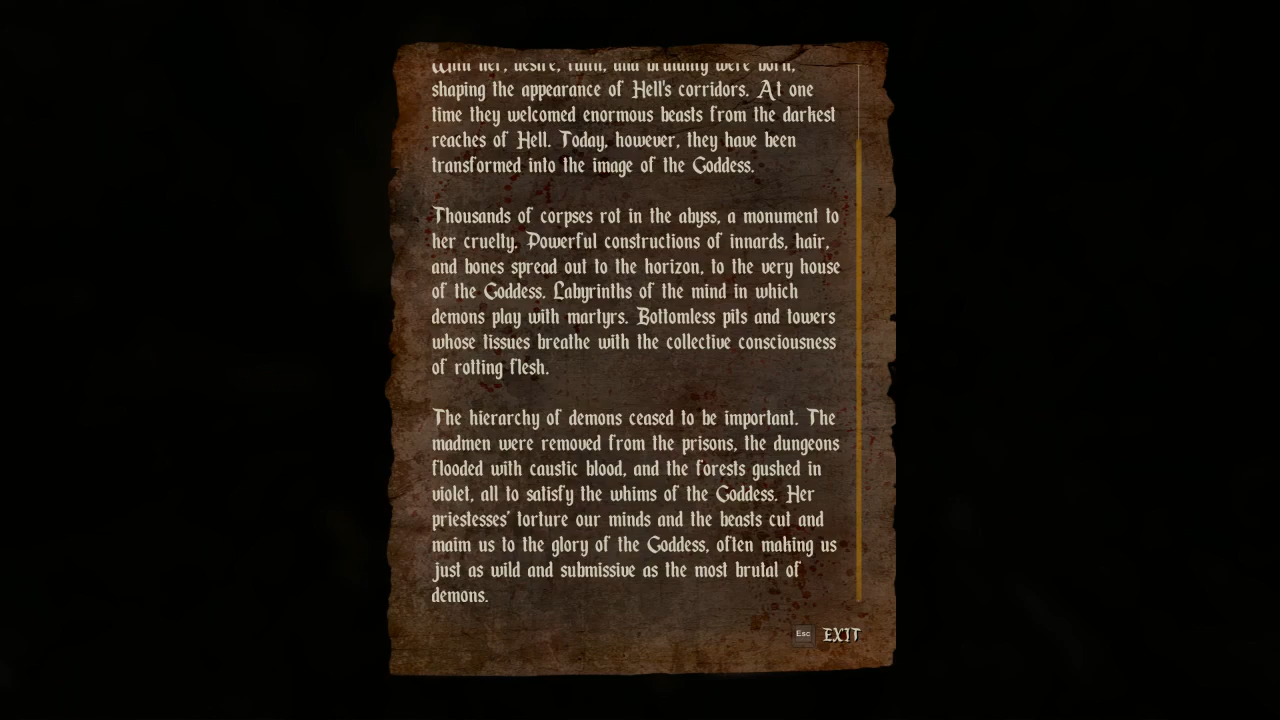 With her, desire, faith, and brutality were born,
shaping the appearance of Hell's corridors. At one
time they welcomed enormous beasts from the darkest
reaches of Hell. Today, however, they have been
transformed into the image of the Goddess.
Thousands of corpses rot in the abyss, a monument to
her cruelty. Powerful constructions of innards, hair,
and bones spread out to the horizon, to the very house
of the Goddess. Labyrinths of the mind in which
demons play with martyrs. Bottomless pits and towers
whose tissues breathe with the collective consciousness
of rotting flesh.
The hierarchy of demons ceased to be important. The
madmen were removed from the prisons, the dungeons
flooded with caustic blood, and the forests gushed in
violet, all to satisfy the whims of the Goddess. Her
priestesses' torture our minds and the beasts cut and
maim us to the glory of the Goddess, often making us
just as wild and submissive as the most brutal of
demons.
Esc EXIT